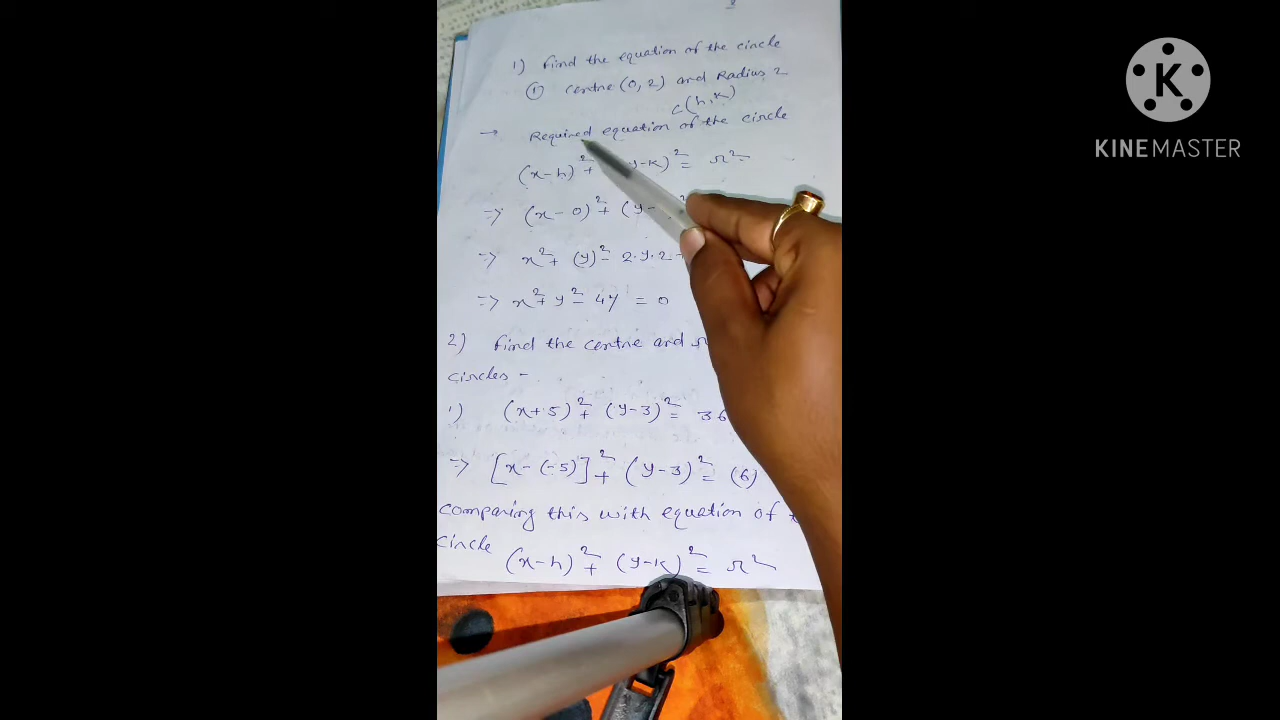 1) Find the equation of the circle
① Centre (0, 2) and Radius 2
C(h, k)
→ Required equation of the circle
(x-h)² + y-k)² = r²
⇒ (x-0)² + (y-
⇒ x² + (y)² - 2.y.2
⇒ x² + y² - 4y = 0
2) Find the centre and
circles -
1) (x+5)² + (y-3)² = 36
⇒ [x-(-5)]² + (y-3)² = (6)
comparing this with equation of
circle
(x-h)² + (y-k)² = r²
K
KINEMASTER